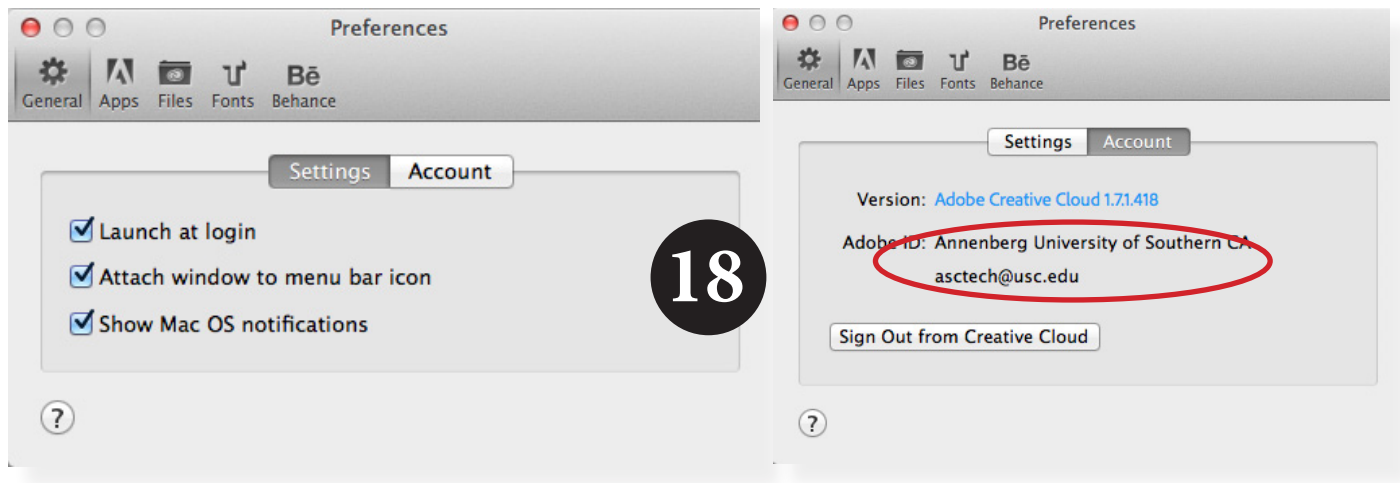 Preferences
General Apps Files Fonts Bē Behance
Settings Account
Launch at login
Attach window to menu bar icon
Show Mac OS notifications
?
18
Preferences
General Apps Files Fonts Bē Behance
Settings Account
Version: Adobe Creative Cloud 1.7.1.418
Adobe ID: Annenberg University of Southern CA
asctech@usc.edu
Sign Out from Creative Cloud
?